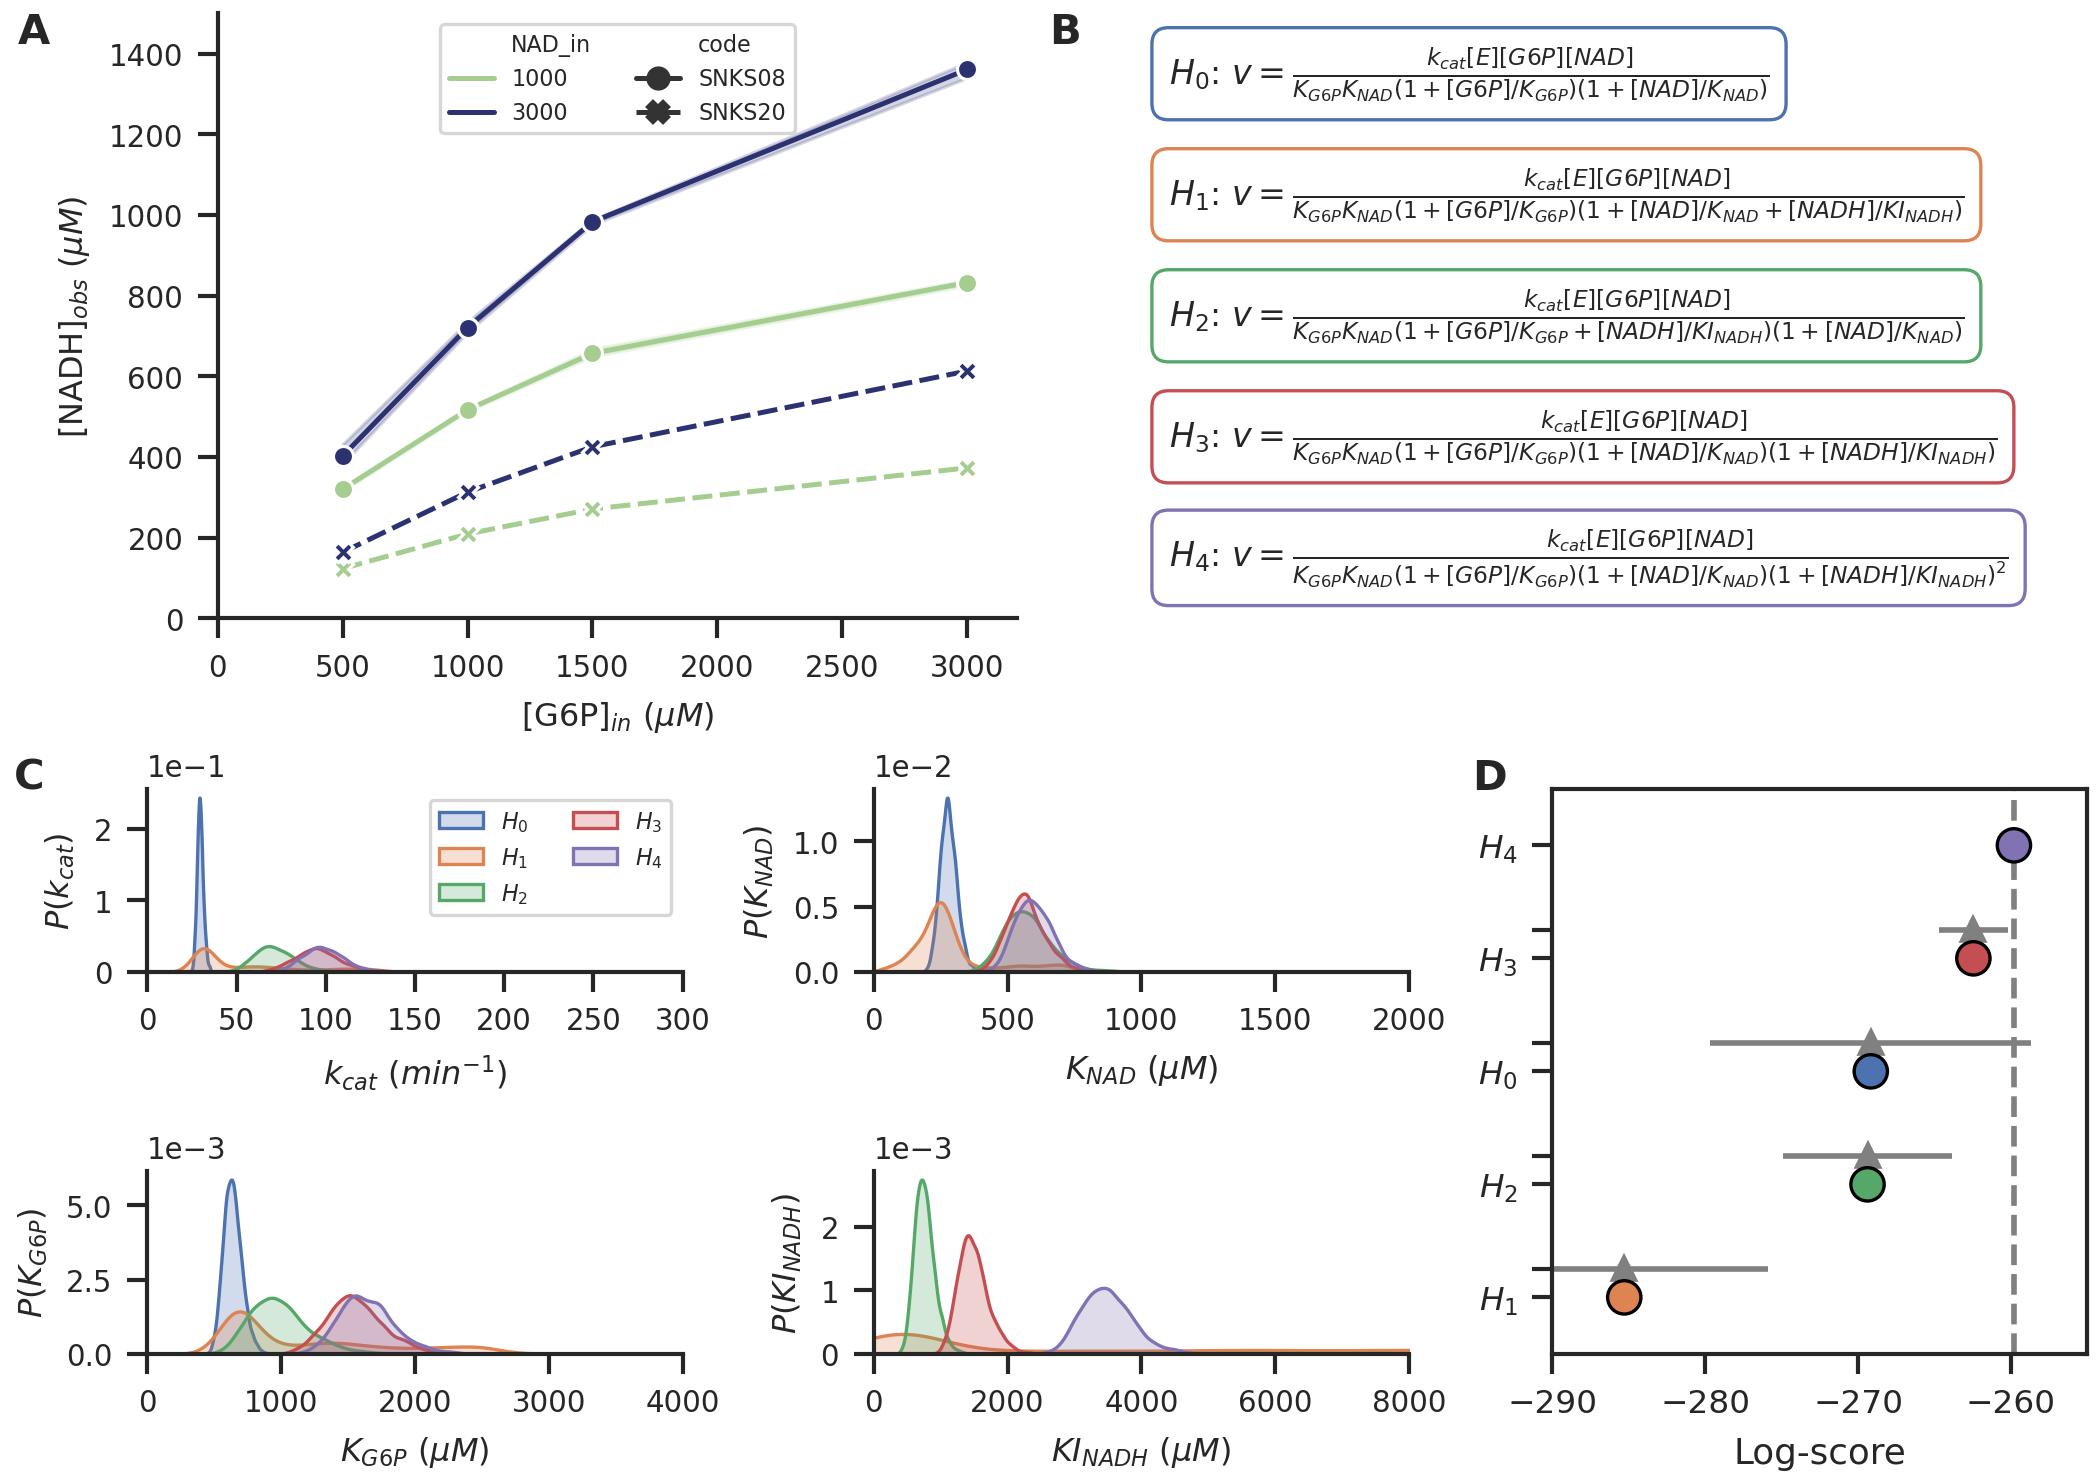 A
1400
1200
1000
800
600
400
200
0
[NADH]obs (μM)
NAD_in
1000
3000
code
SNKS08
SNKS20
0 500 1000 1500 2000 2500 3000
[G6P]in (μM)
B
H0: v = kcat[E][G6P][NAD] / KG6PKNAD(1 + [G6P]/KG6P)(1 + [NAD]/KNAD)
H1: v = kcat[E][G6P][NAD] / KG6PKNAD(1 + [G6P]/KG6P)(1 + [NAD]/KNAD + [NADH]/KINADH)
H2: v = kcat[E][G6P][NAD] / KG6PKNAD(1 + [G6P]/KG6P + [NADH]/KINADH)(1 + [NAD]/KNAD)
H3: v = kcat[E][G6P][NAD] / KG6PKNAD(1 + [G6P]/KG6P)(1 + [NAD]/KNAD)(1 + [NADH]/KINADH)
H4: v = kcat[E][G6P][NAD] / KG6PKNAD(1 + [G6P]/KG6P)(1 + [NAD]/KNAD)(1 + [NADH]/KINADH)²
C
1e−1
2
1
0
P(kcat)
H0
H1
H2
H3
H4
0 50 100 150 200 250 300
kcat (min⁻¹)
1e−2
1.0
0.5
0.0
P(KNAD)
0 500 1000 1500 2000
KNAD (μM)
1e−3
5.0
2.5
0.0
P(KG6P)
0 1000 2000 3000 4000
KG6P (μM)
1e−3
2
1
0
P(KINADH)
0 2000 4000 6000 8000
KINADH (μM)
D
H4
H3
H0
H2
H1
−290 −280 −270 −260
Log-score